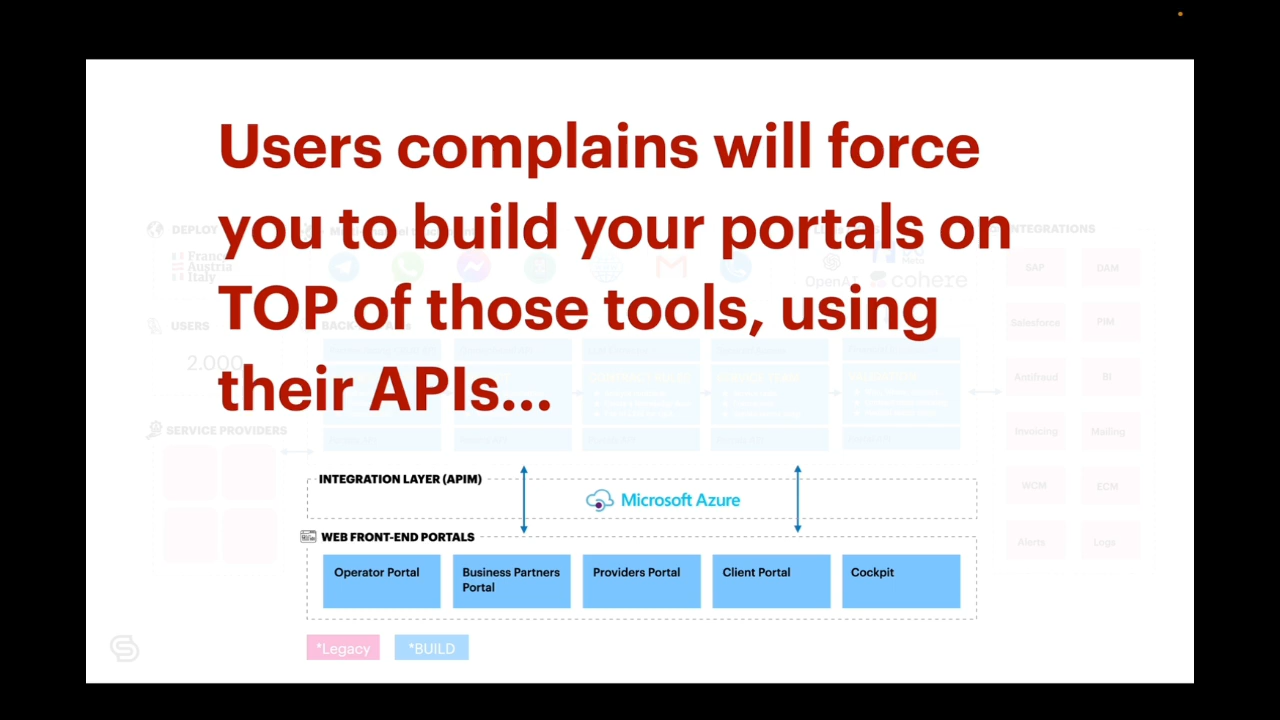 Users complains will force
you to build your portals on
TOP of those tools, using
their APIs...
DEPLOY
INTEGRATIONS
France
Austria
Italy
OpenAI
cohere
Meta
SAP
DAM
USERS
2.000
Salesforce
PIM
Antifraud
BI
SERVICE PROVIDERS
Invoicing
Mailing
WCM
ECM
Alerts
Logs
INTEGRATION LAYER (APIM)
Microsoft Azure
WEB FRONT-END PORTALS
Operator Portal
Business Partners
Portal
Providers Portal
Client Portal
Cockpit
*Legacy
*BUILD